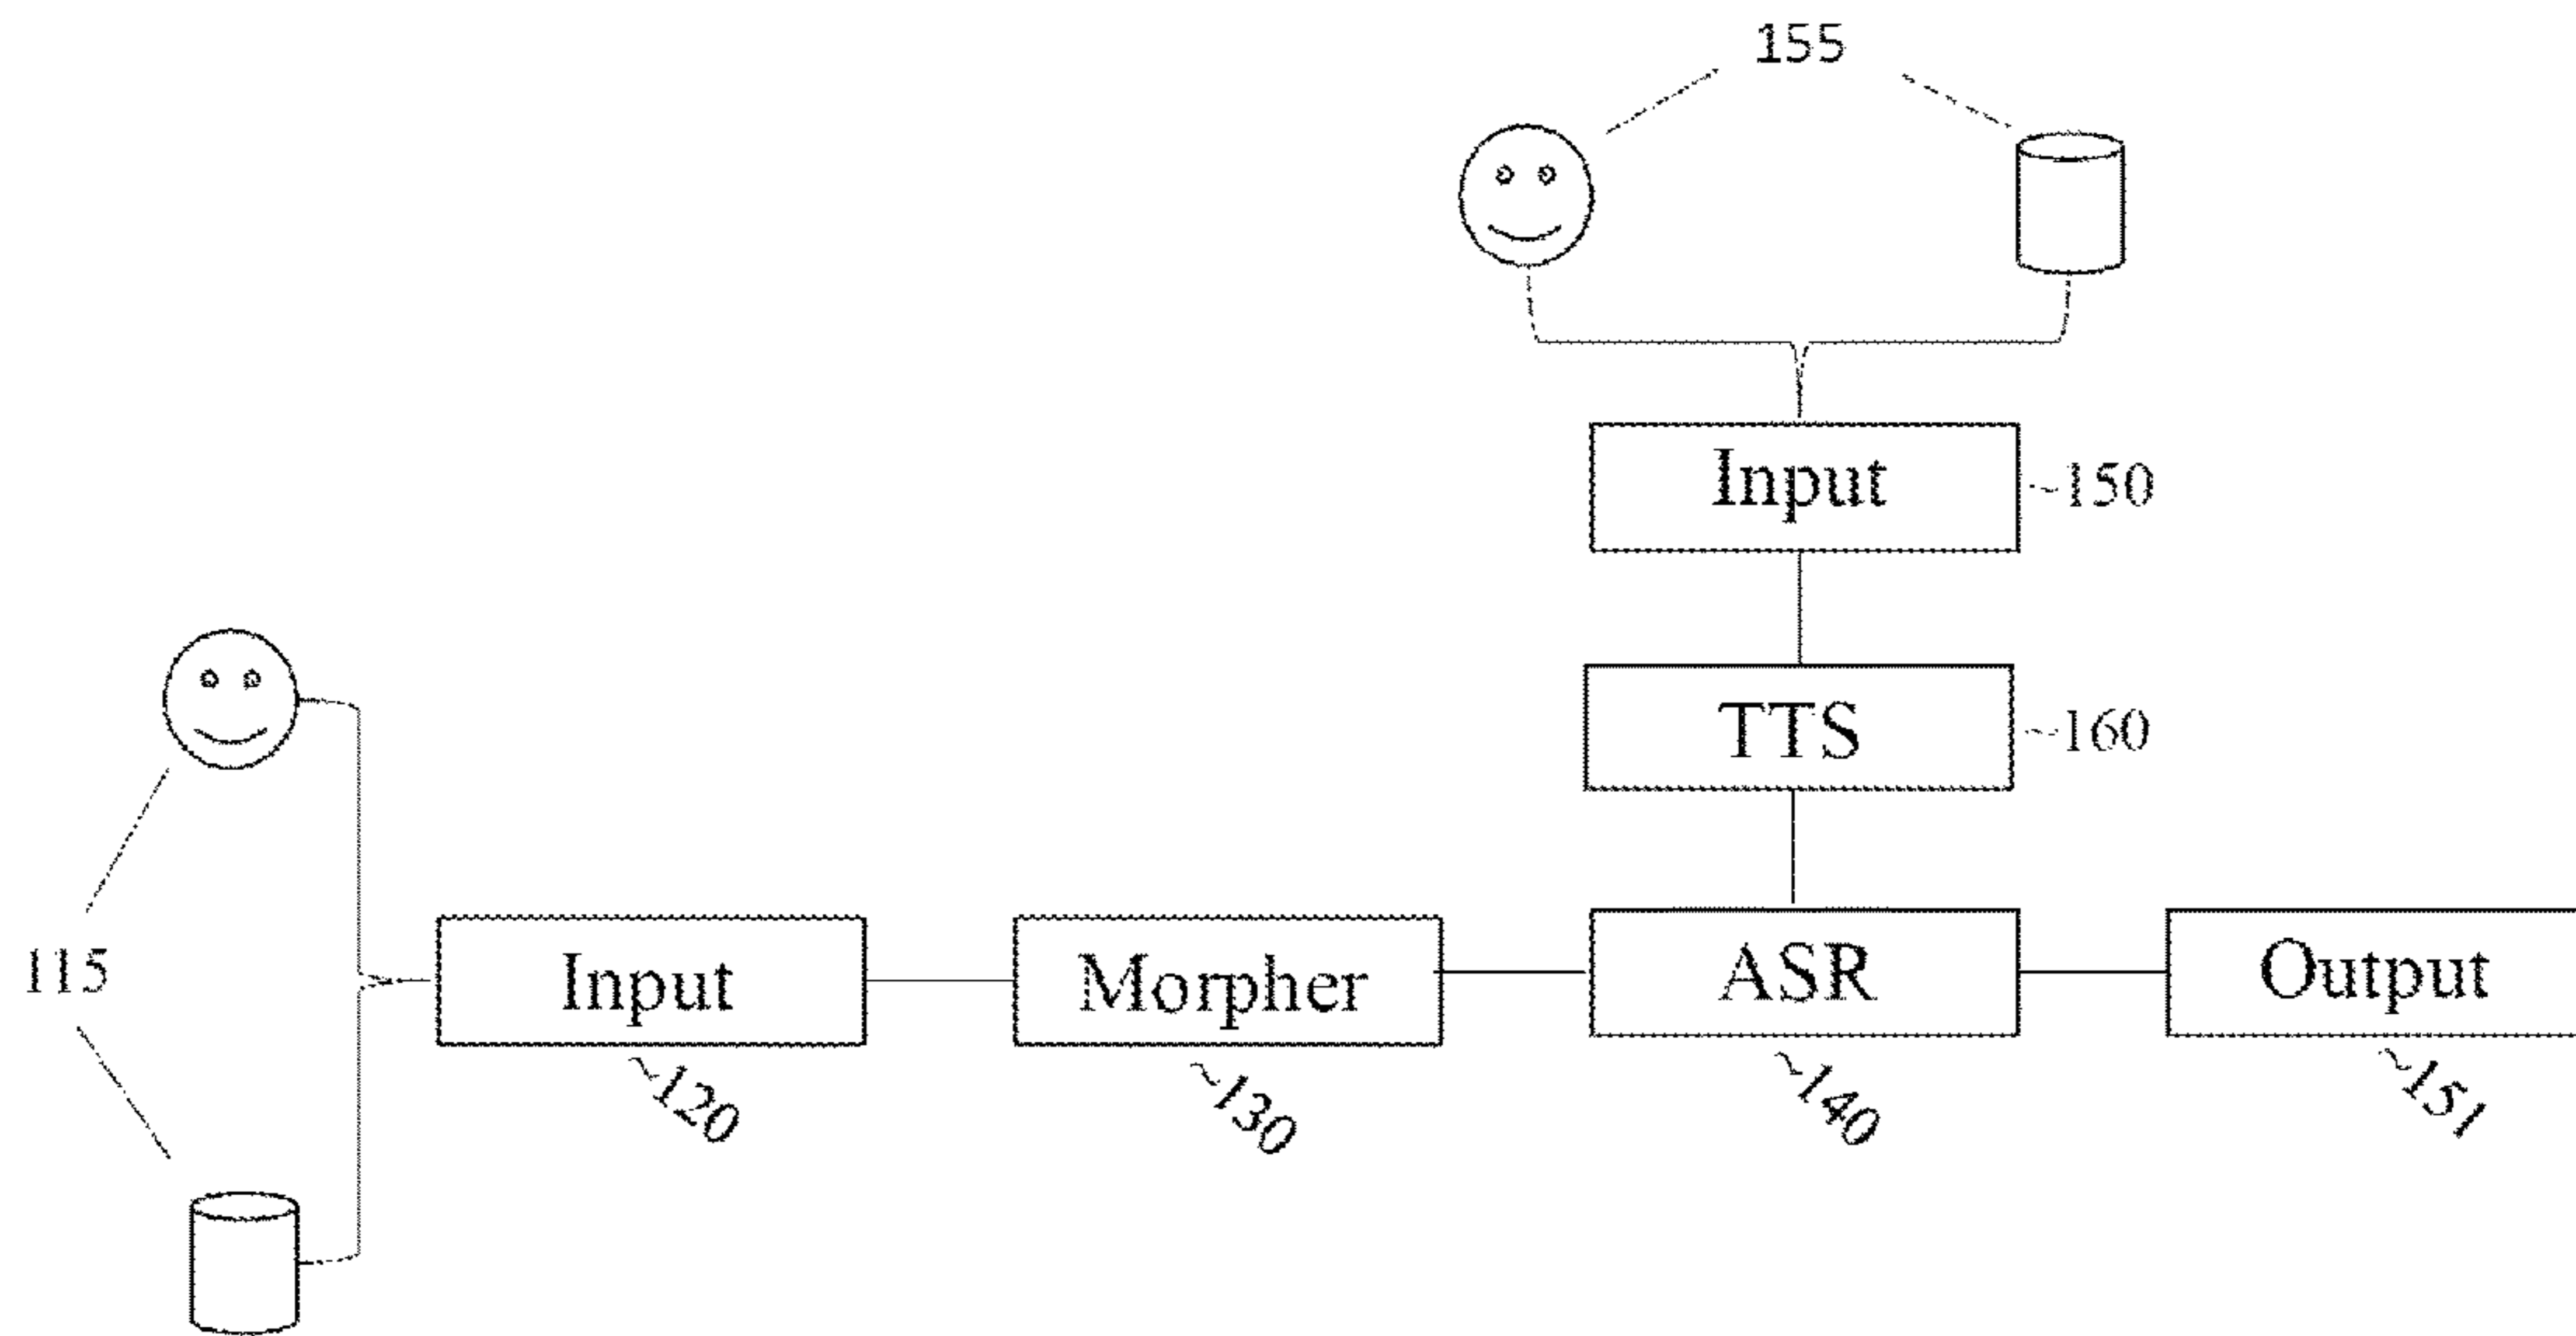 155
Input
~150
TTS
~160
115
Input
Morpher
ASR
Output
~120
~130
~140
~151